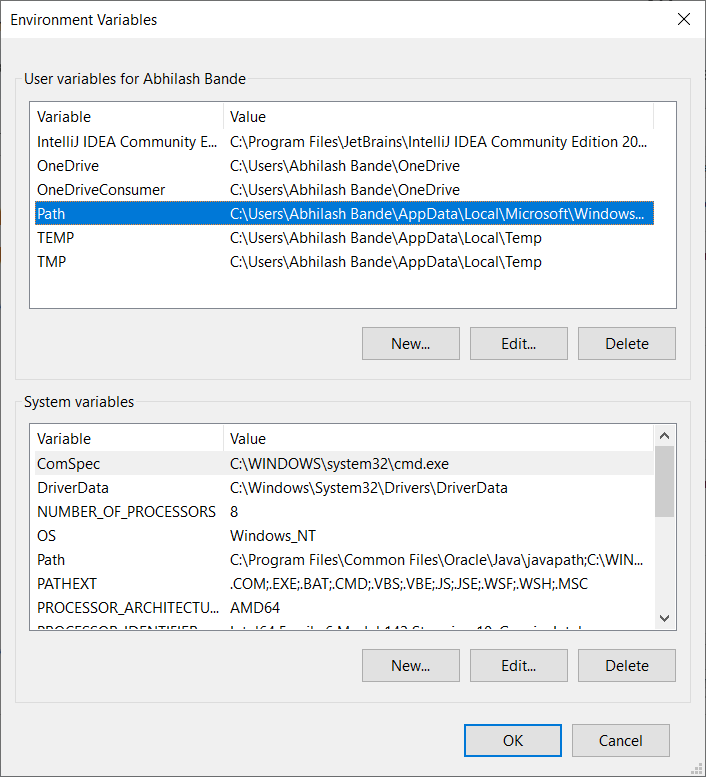 Environment Variables
User variables for Abhilash Bande
Variable Value
IntelliJ IDEA Community E... C:\Program Files\JetBrains\IntelliJ IDEA Community Edition 20...
OneDrive C:\Users\Abhilash Bande\OneDrive
OneDriveConsumer C:\Users\Abhilash Bande\OneDrive
Path C:\Users\Abhilash Bande\AppData\Local\Microsoft\Windows...
TEMP C:\Users\Abhilash Bande\AppData\Local\Temp
TMP C:\Users\Abhilash Bande\AppData\Local\Temp
New... Edit... Delete
System variables
Variable Value
ComSpec C:\WINDOWS\system32\cmd.exe
DriverData C:\Windows\System32\Drivers\DriverData
NUMBER_OF_PROCESSORS 8
OS Windows_NT
Path C:\Program Files\Common Files\Oracle\Java\javapath;C:\WIN...
PATHEXT .COM;.EXE;.BAT;.CMD;.VBS;.VBE;.JS;.JSE;.WSF;.WSH;.MSC
PROCESSOR_ARCHITECTU... AMD64
New... Edit... Delete
OK Cancel